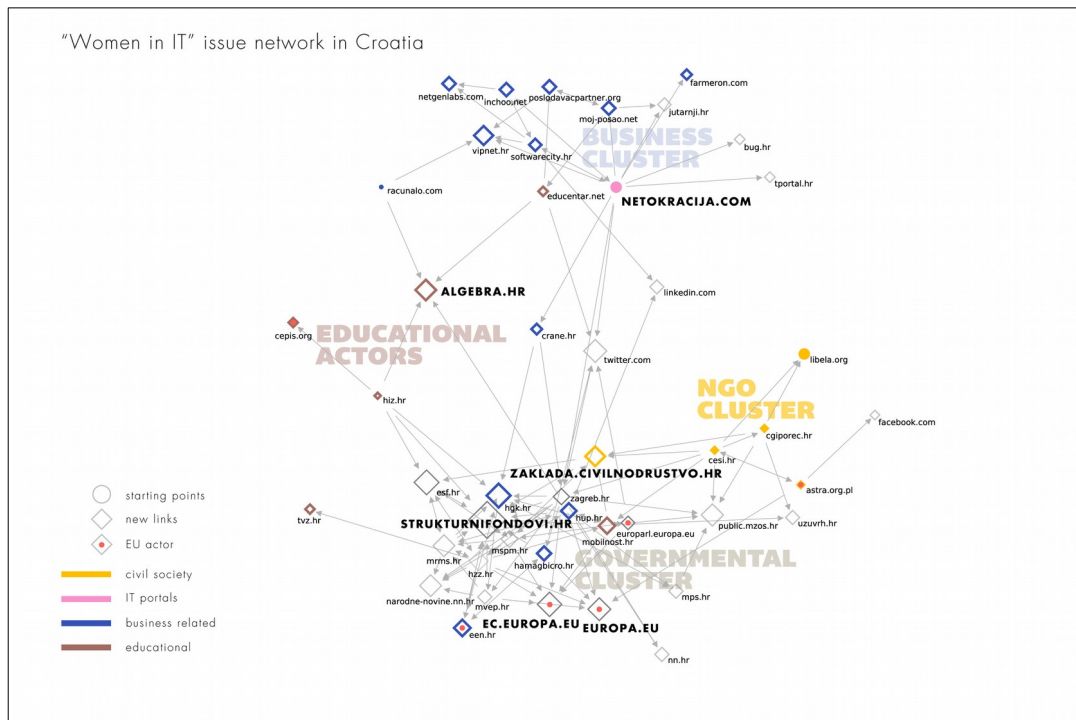 “Women in IT” issue network in Croatia
farmeron.com
netgenlabs.com
inchoo.net
poslodavacpartner.org
jutarnji.hr
moj-posao.net
BUSINESS
CLUSTER
bug.hr
vipnet.hr
softwarecity.hr
tportal.hr
racunalo.com
educentar.net
NETOKRACIJA.COM
ALGEBRA.HR
linkedin.com
cepis.org
EDUCATIONAL
ACTORS
crane.hr
twitter.com
libela.org
NGO
CLUSTER
hiz.hr
facebook.com
cgiporec.hr
cesi.hr
ZAKLADA.CIVILNODRUSTVO.HR
astra.org.pl
esf.hr
zagreb.hr
hgk.hr
starting points
STRUKTURNIFONDOVI.HR
hup.hr
tvz.hr
new links
public.mzos.hr
uzuvrh.hr
europarl.europa.eu
mobilnost.hr
EU actor
mspm.hr
mrms.hr
hamagbicro.hr
GOVERNMENTAL
CLUSTER
hzz.hr
civil society
narodne-novine.nn.hr
mvep.hr
mps.hr
IT portals
EC.EUROPA.EU
EUROPA.EU
business related
een.hr
educational
nn.hr